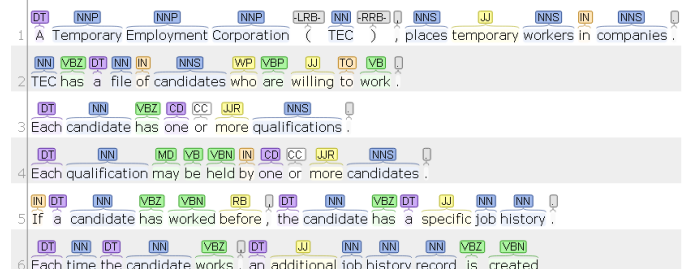 DT NNP NNP NNP -LRB- NN -RRB- , NNS JJ NNS IN NNS .
1 A Temporary Employment Corporation ( TEC ) , places temporary workers in companies .
NN VBZ DT NN IN NNS WP VBP JJ TO VB .
2 TEC has a file of candidates who are willing to work .
DT NN VBZ CD CC JJR NNS .
3 Each candidate has one or more qualifications .
DT NN MD VB VBN IN CD CC JJR NNS .
4 Each qualification may be held by one or more candidates .
IN DT NN VBZ VBN RB , DT NN VBZ DT JJ NN NN .
5 If a candidate has worked before , the candidate has a specific job history .
DT NN DT NN VBZ , DT JJ NN NN NN VBZ VBN
6 Each time the candidate works , an additional job history record is created